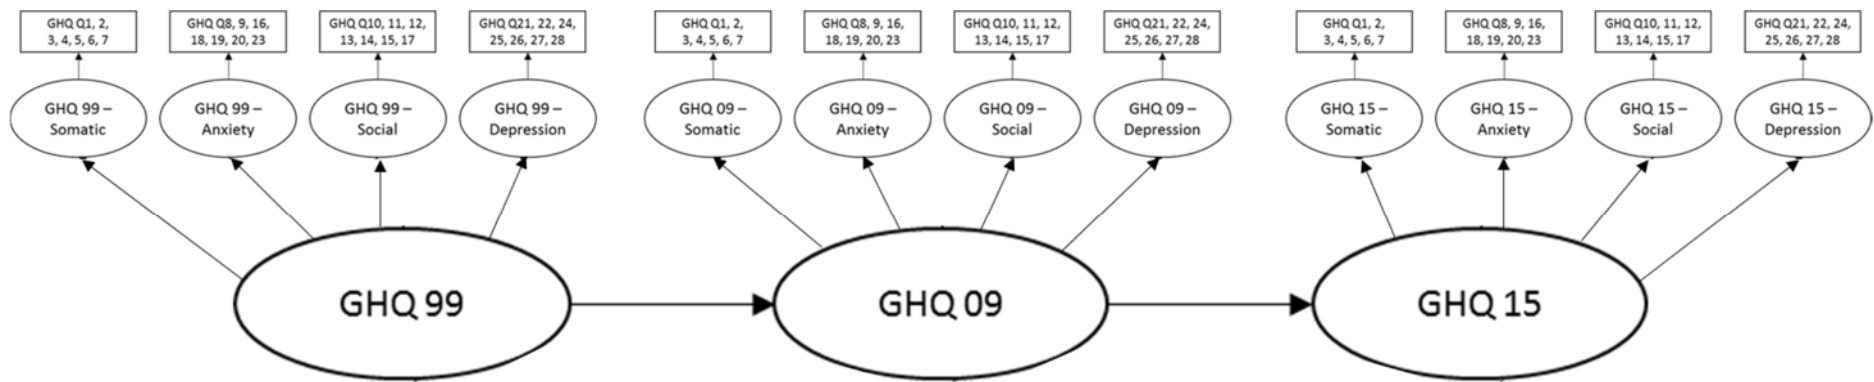 GHQ Q1, 2,
3, 4, 5, 6, 7
GHQ Q8, 9, 16,
18, 19, 20, 23
GHQ Q10, 11, 12,
13, 14, 15, 17
GHQ Q21, 22, 24,
25, 26, 27, 28
GHQ Q1, 2,
3, 4, 5, 6, 7
GHQ Q8, 9, 16,
18, 19, 20, 23
GHQ Q10, 11, 12,
13, 14, 15, 17
GHQ Q21, 22, 24,
25, 26, 27, 28
GHQ Q1, 2,
3, 4, 5, 6, 7
GHQ Q8, 9, 16,
18, 19, 20, 23
GHQ Q10, 11, 12,
13, 14, 15, 17
GHQ Q21, 22, 24,
25, 26, 27, 28
GHQ 99 –
Somatic
GHQ 99 –
Anxiety
GHQ 99 –
Social
GHQ 99 –
Depression
GHQ 09 –
Somatic
GHQ 09 –
Anxiety
GHQ 09 –
Social
GHQ 09 –
Depression
GHQ 15 –
Somatic
GHQ 15 –
Anxiety
GHQ 15 –
Social
GHQ 15 –
Depression
GHQ 99
GHQ 09
GHQ 15